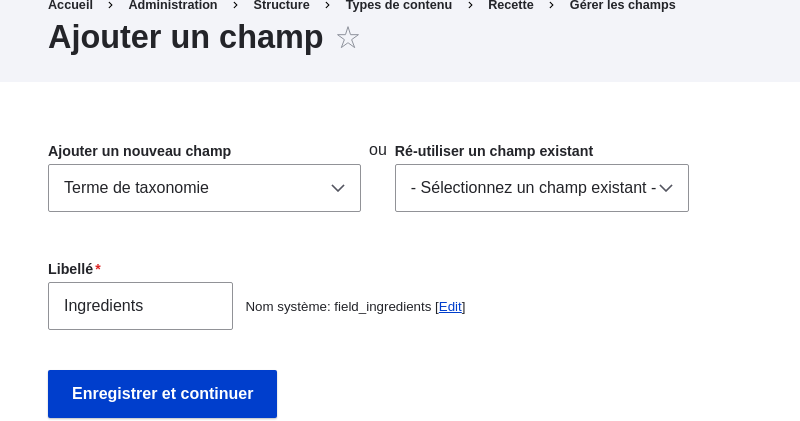 Accueil > Administration > Structure > Types de contenu > Recette > Gérer les champs
Ajouter un champ
Ajouter un nouveau champ ou Ré-utiliser un champ existant
Terme de taxonomie - Sélectionnez un champ existant -
Libellé*
Ingredients Nom système: field_ingredients [Edit]
Enregistrer et continuer